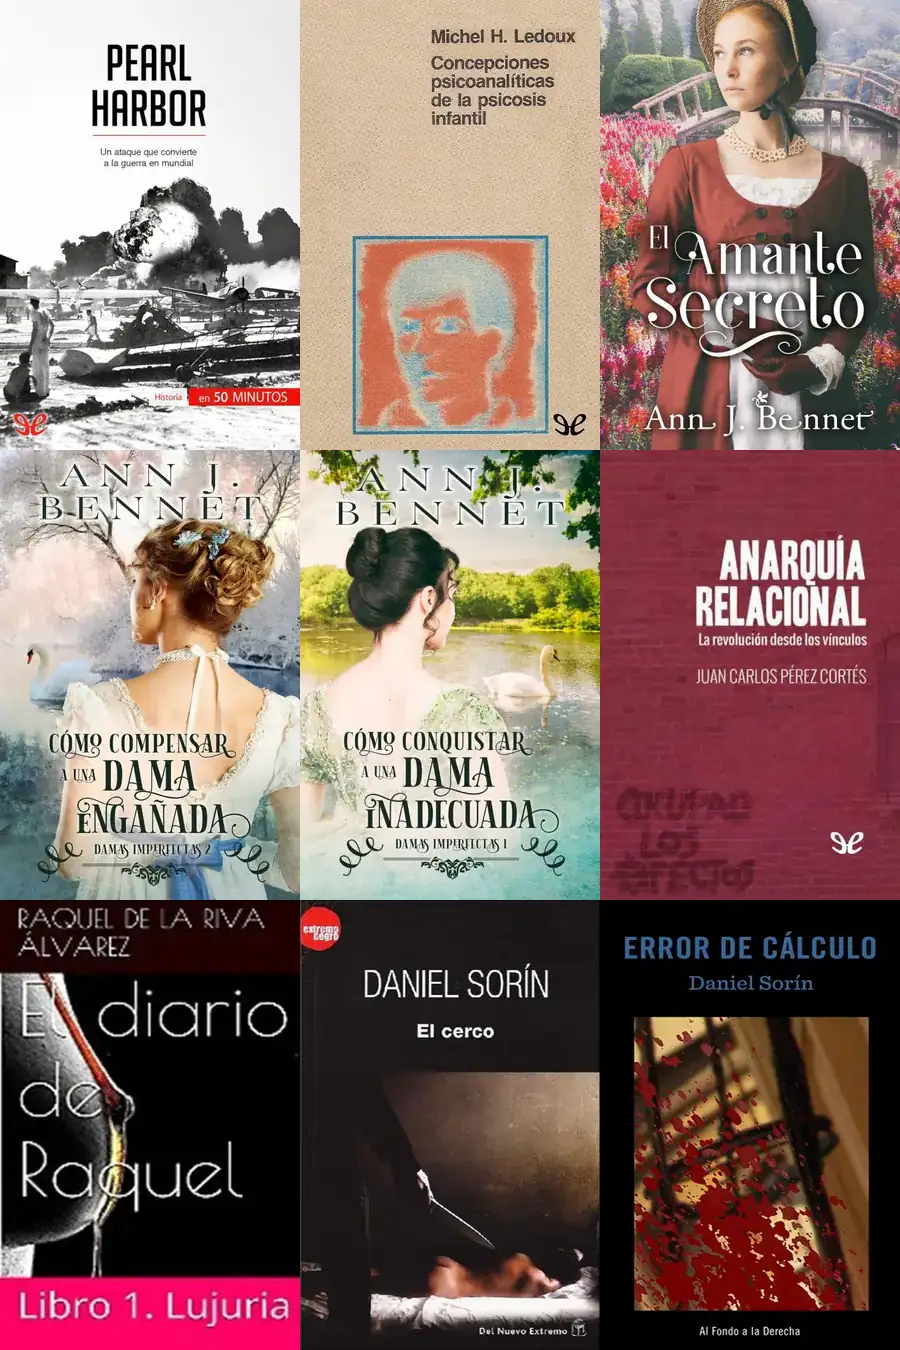 PEARL
HARBOR
Un ataque que convierte
a la guerra en mundial
Historia
en 50 MINUTOS
Michel H. Ledoux
Concepciones
psicoanalíticas
de la psicosis
infantil
El
Amante
Secreto
Ann J. Bennet
ANN J.
BENNET
CÓMO COMPENSAR
A UNA DAMA
ENGAÑADA
DAMAS IMPERFECTAS 2
ANN J.
BENNET
CÓMO CONQUISTAR
A UNA DAMA
INADECUADA
DAMAS IMPERFECTAS 1
ANARQUÍA
RELACIONAL
La revolución desde los vínculos
JUAN CARLOS PÉREZ CORTÉS
RAQUEL DE LA RIVA
ÁLVAREZ
El diario
de
Raquel
Libro 1. Lujuria
extremo
negro
DANIEL SORÍN
El cerco
Del Nuevo Extremo
ERROR DE CÁLCULO
Daniel Sorín
Al Fondo a la Derecha